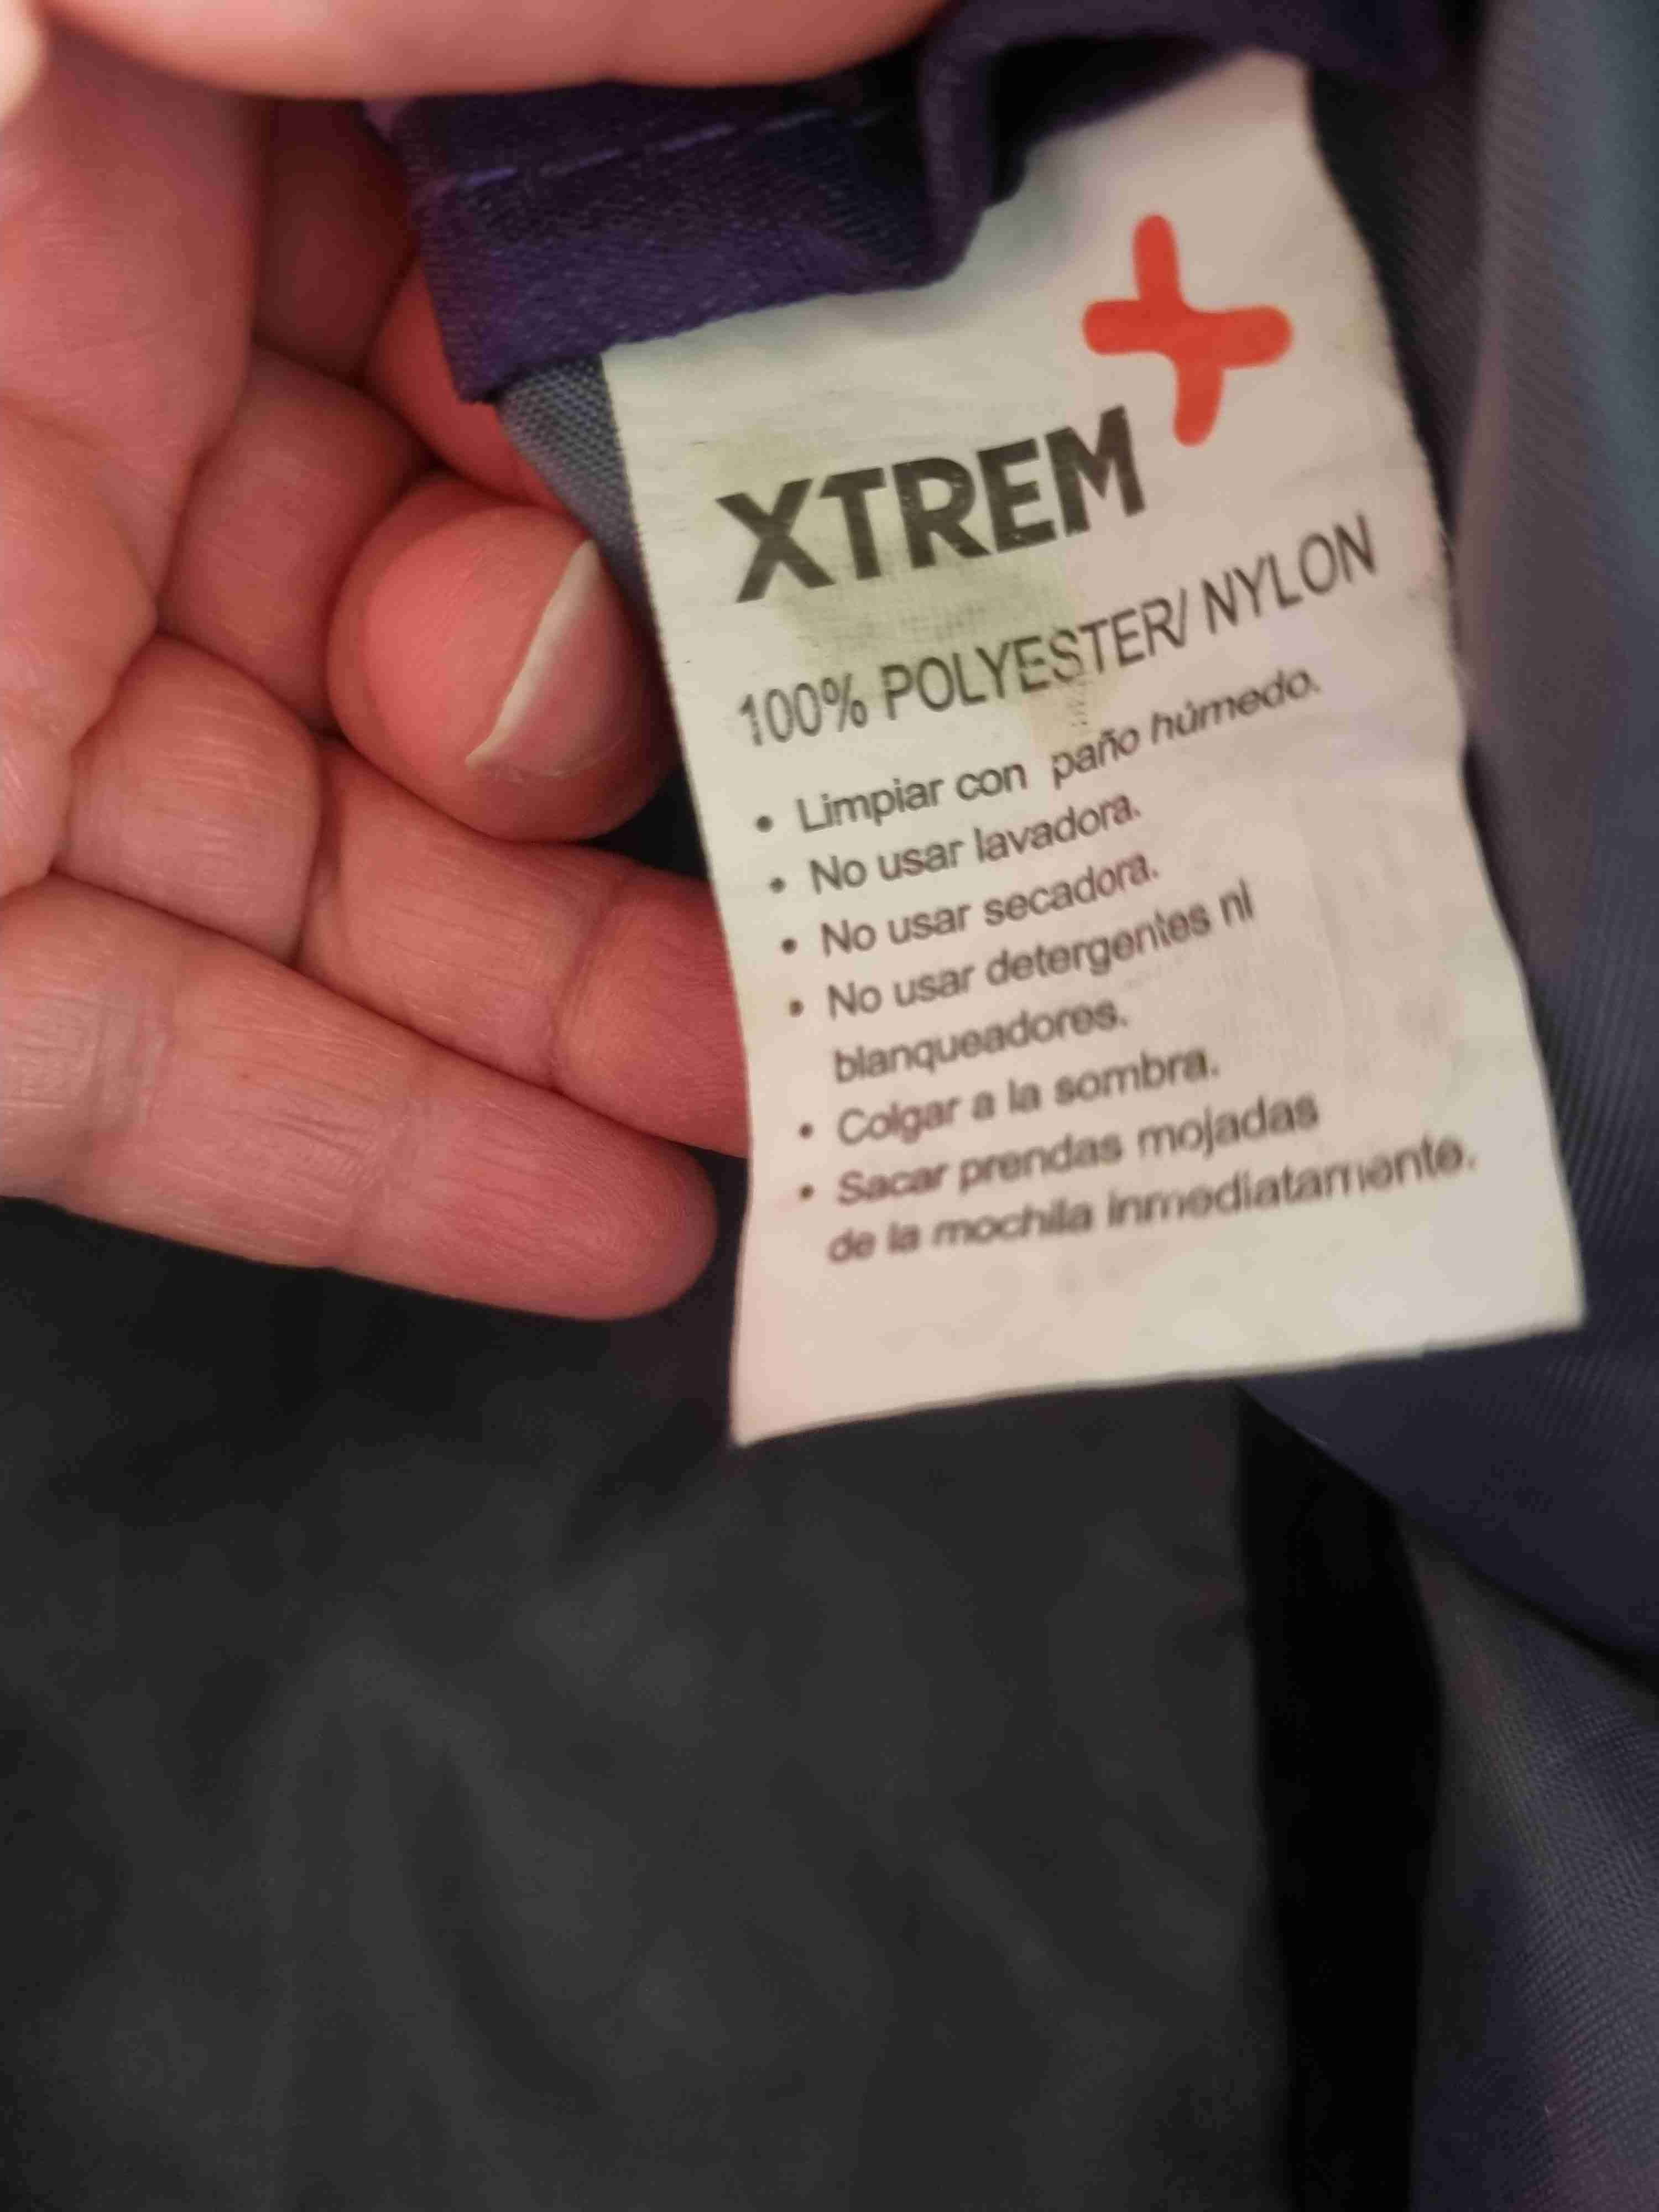 XTREM
100% POLYESTER/ NYLON
• Limpiar con paño húmedo.
• No usar lavadora.
• No usar secadora.
• No usar detergentes ni
blanqueadores.
• Colgar a la sombra.
• Sacar prendas mojadas
de la mochila inmediatamente.